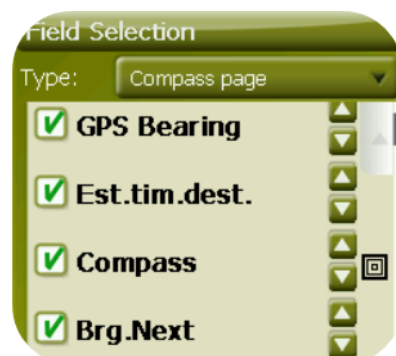 Field Selection
Type: Compass page
GPS Bearing
Est.tim.dest.
Compass
Brg.Next